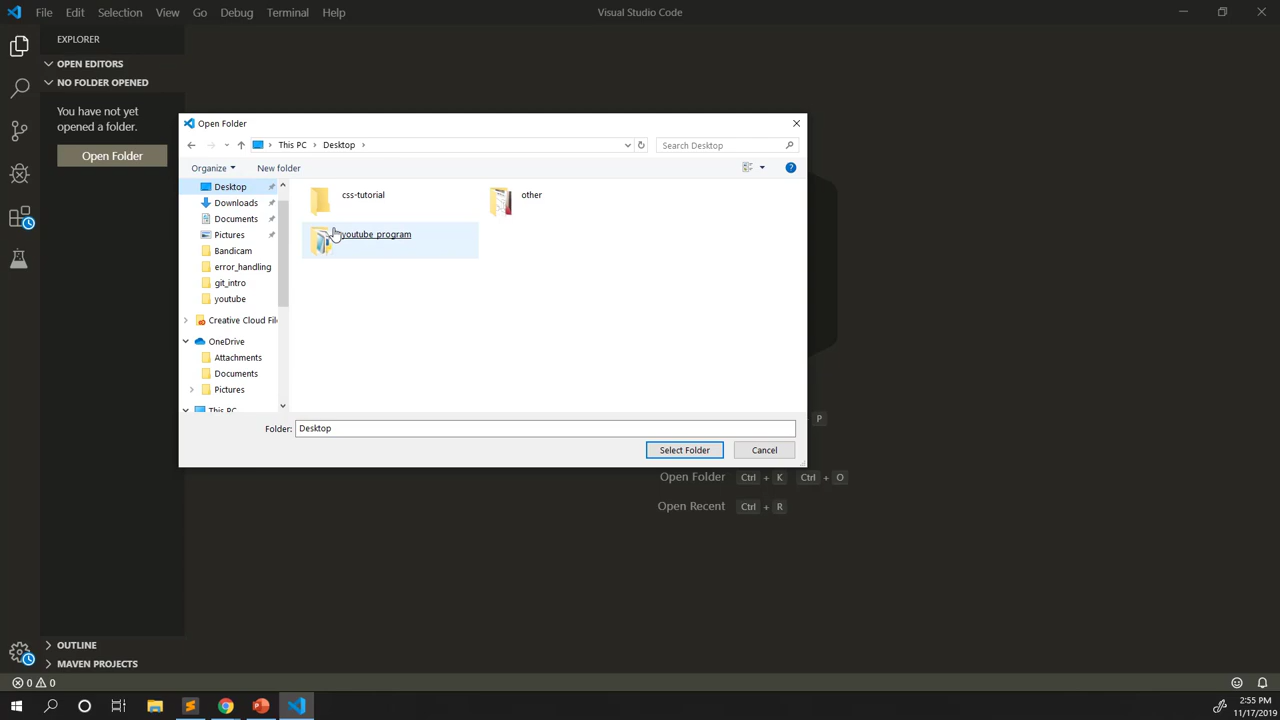 File Edit Selection View Go Debug Terminal Help
Visual Studio Code
EXPLORER
OPEN EDITORS
NO FOLDER OPENED
You have not yet
opened a folder.
Open Folder
Open Folder
This PC
Desktop
Search Desktop
Organize
New folder
Desktop
Downloads
Documents
Pictures
Bandicam
error_handling
git_intro
youtube
Creative Cloud Fil
OneDrive
Attachments
Documents
Pictures
This PC
css-tutorial
other
youtube_program
Folder: Desktop
Select Folder
Cancel
P
Open Folder Ctrl + K Ctrl + O
Open Recent Ctrl + R
OUTLINE
MAVEN PROJECTS
0 0
2:55 PM
11/17/2019